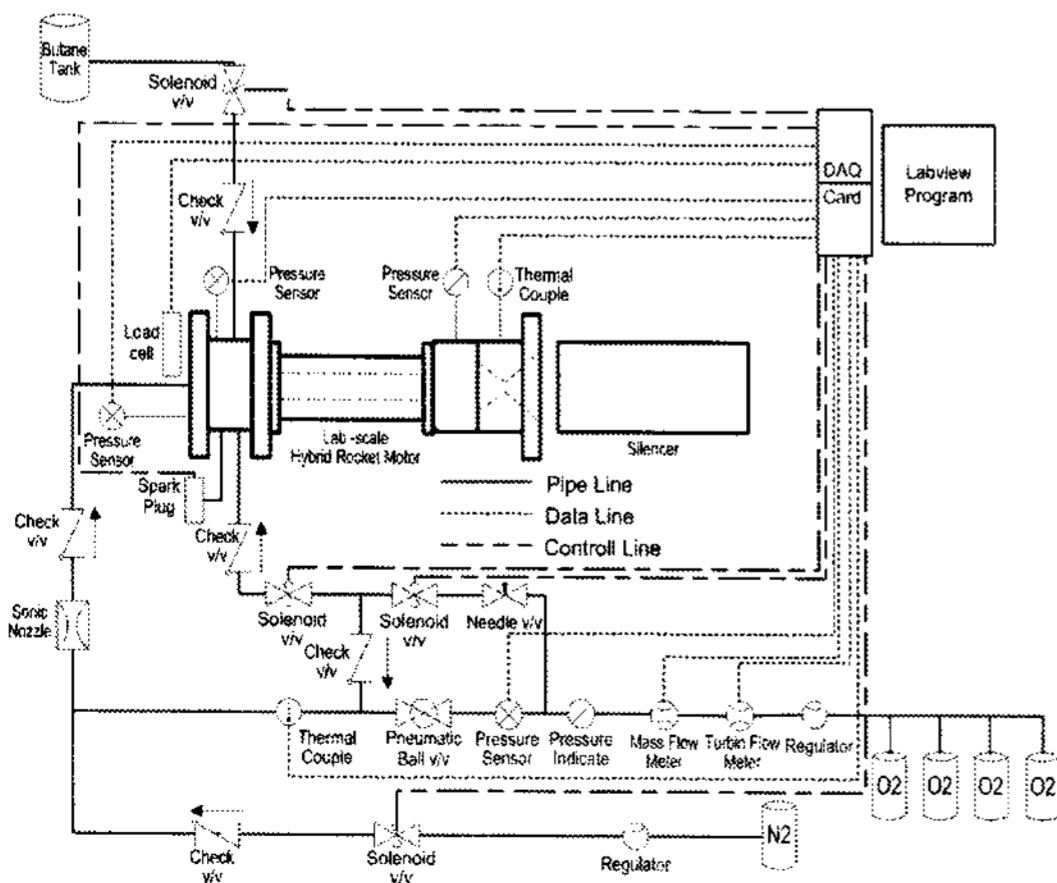 Butane
Tank
Solenoid
v/v
Check
v/v
DAQ
Card
Labview
Program
Pressure
Sensor
Pressure
Sensor
Thermal
Couple
Load
cell
Pressure
Sensor
Lab-scale
Hybrid Rocket Motor
Silencer
Spark
Plug
Pipe Line
Data Line
Controll Line
Check
v/v
Check
v/v
Sonic
Nozzle
Solenoid
v/v
Solenoid
v/v
Needle v/v
Check
v/v
Thermal
Couple
Pneumatic
Ball v/v
Pressure
Sensor
Pressure
Indicate
Mass Flow
Meter
Turbin Flow
Meter
Regulator
O2
O2
O2
O2
Check
v/v
Solenoid
v/v
Regulator
N2